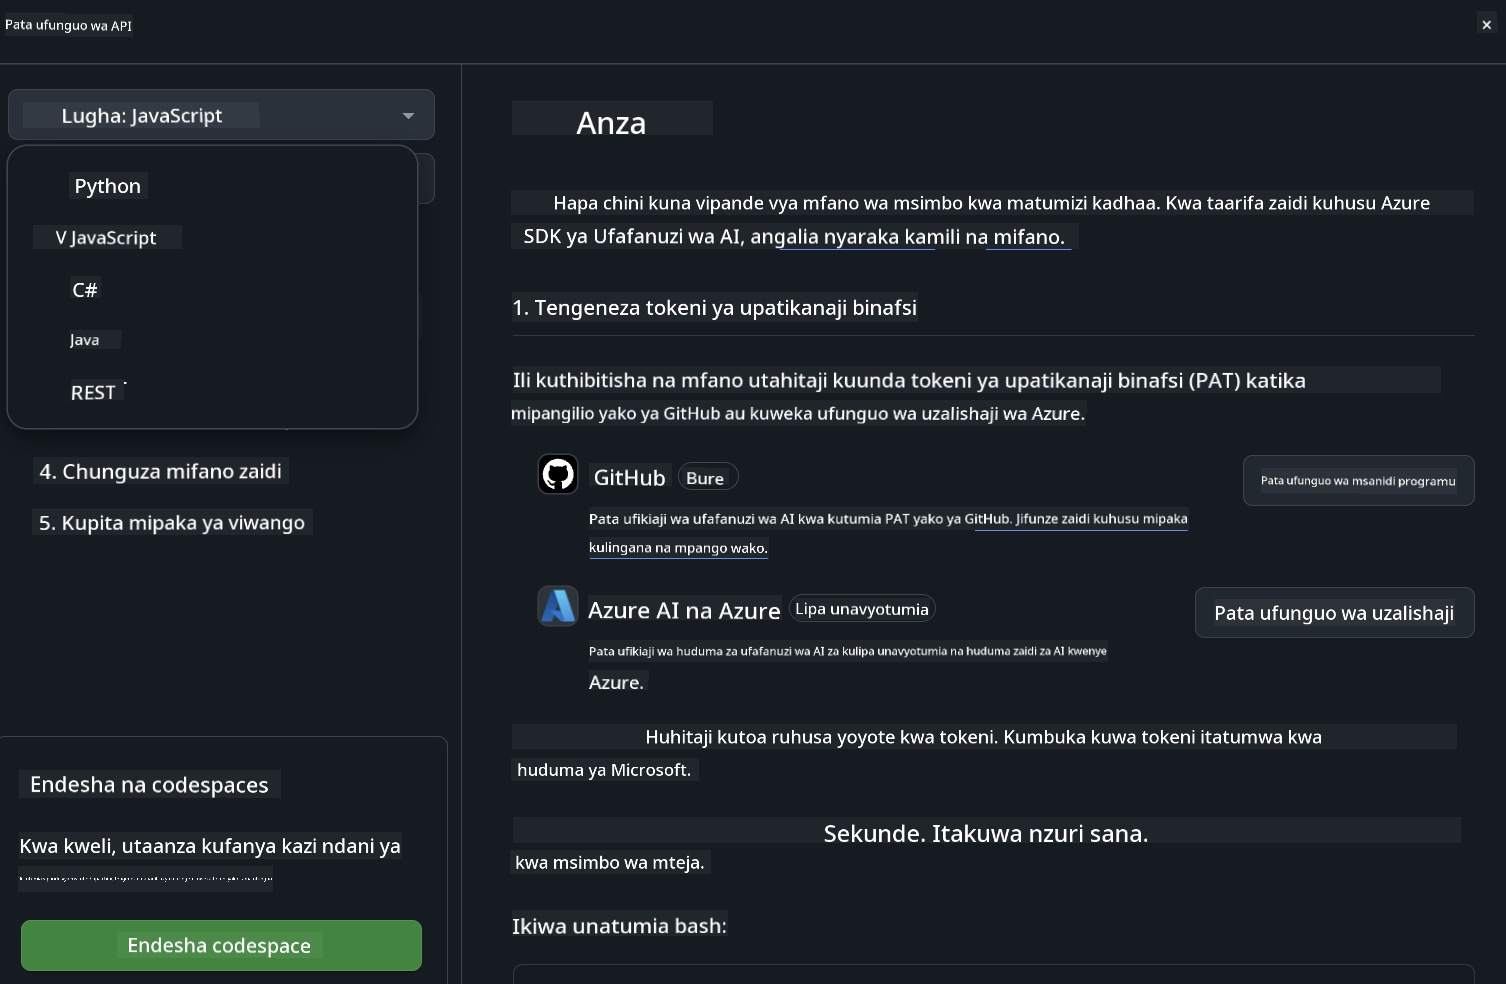 Pata ufunguo wa API
×
Lugha: JavaScript
Python
V JavaScript
C#
Java
REST
4. Chunguza mifano zaidi
5. Kupita mipaka ya viwango
Endesha na codespaces
Kwa kweli, utaanza kufanya kazi ndani ya
Endesha codespace
Anza
Hapa chini kuna vipande vya mfano wa msimbo kwa matumizi kadhaa. Kwa taarifa zaidi kuhusu Azure
SDK ya Ufafanuzi wa AI, angalia nyaraka kamili na mifano.
1. Tengeneza tokeni ya upatikanaji binafsi
Ili kuthibitisha na mfano utahitaji kuunda tokeni ya upatikanaji binafsi (PAT) katika
mipangilio yako ya GitHub au kuweka ufunguo wa uzalishaji wa Azure.
GitHub Bure
Pata ufunguo wa msanidi programu
Pata ufikiaji wa ufafanuzi wa AI kwa kutumia PAT yako ya GitHub. Jifunze zaidi kuhusu mipaka
kulingana na mpango wako.
Azure AI na Azure Lipa unavyotumia
Pata ufunguo wa uzalishaji
Pata ufikiaji wa huduma za ufafanuzi wa AI za kulipa unavyotumia na huduma zaidi za AI kwenye
Azure.
Huhitaji kutoa ruhusa yoyote kwa tokeni. Kumbuka kuwa tokeni itatumwa kwa
huduma ya Microsoft.
Sekunde. Itakuwa nzuri sana.
kwa msimbo wa mteja.
Ikiwa unatumia bash: